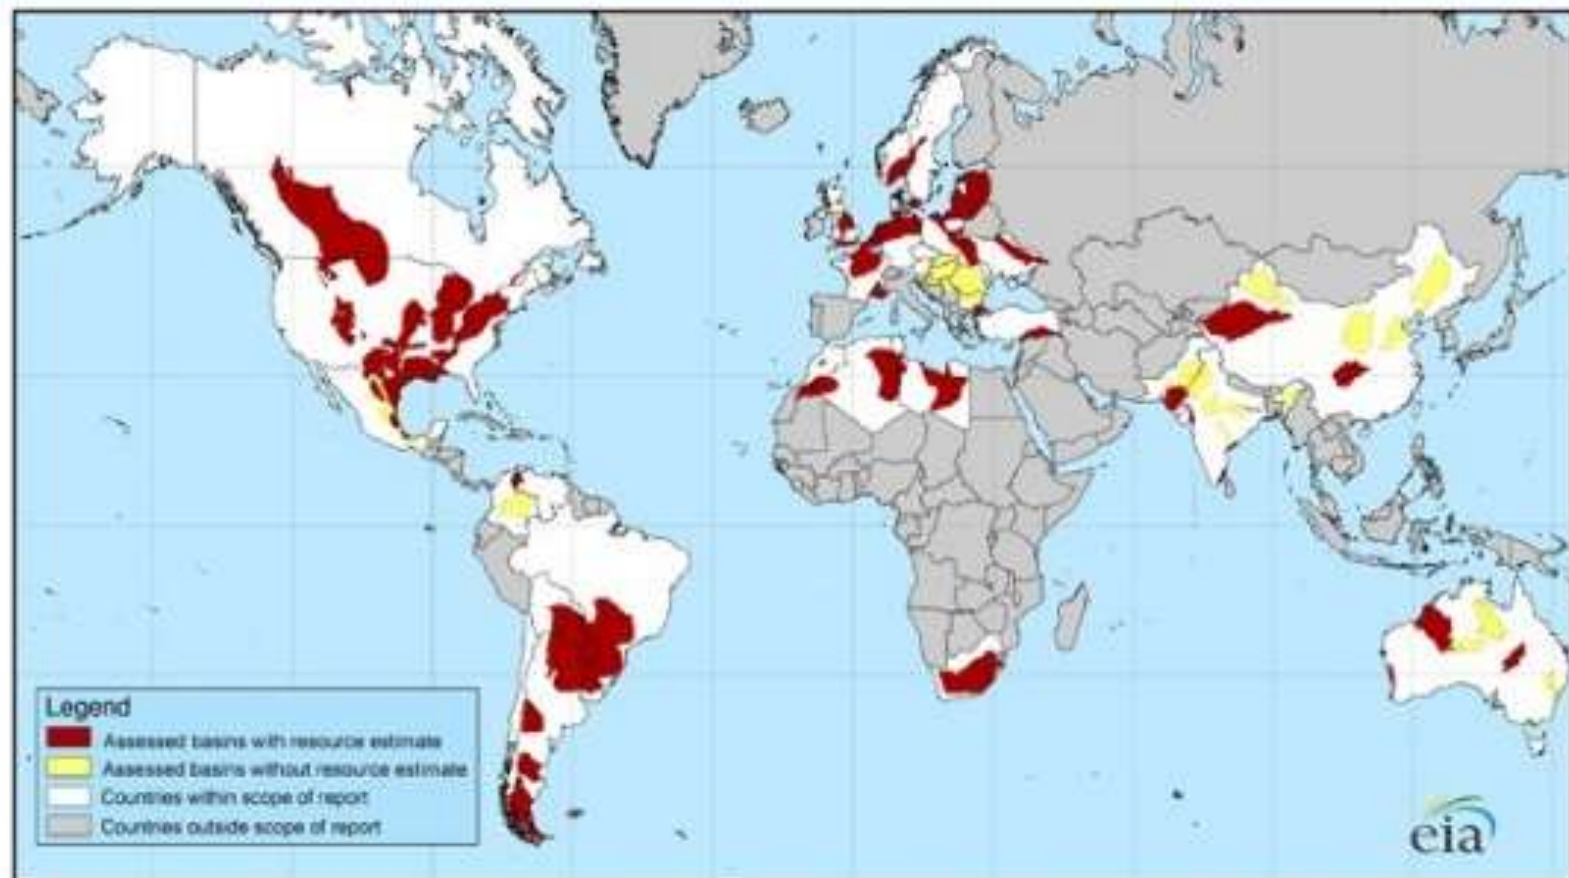 Legend
Assessed basins with resource estimate
Assessed basins without resource estimate
Countries within scope of report
Countries outside scope of report
eia